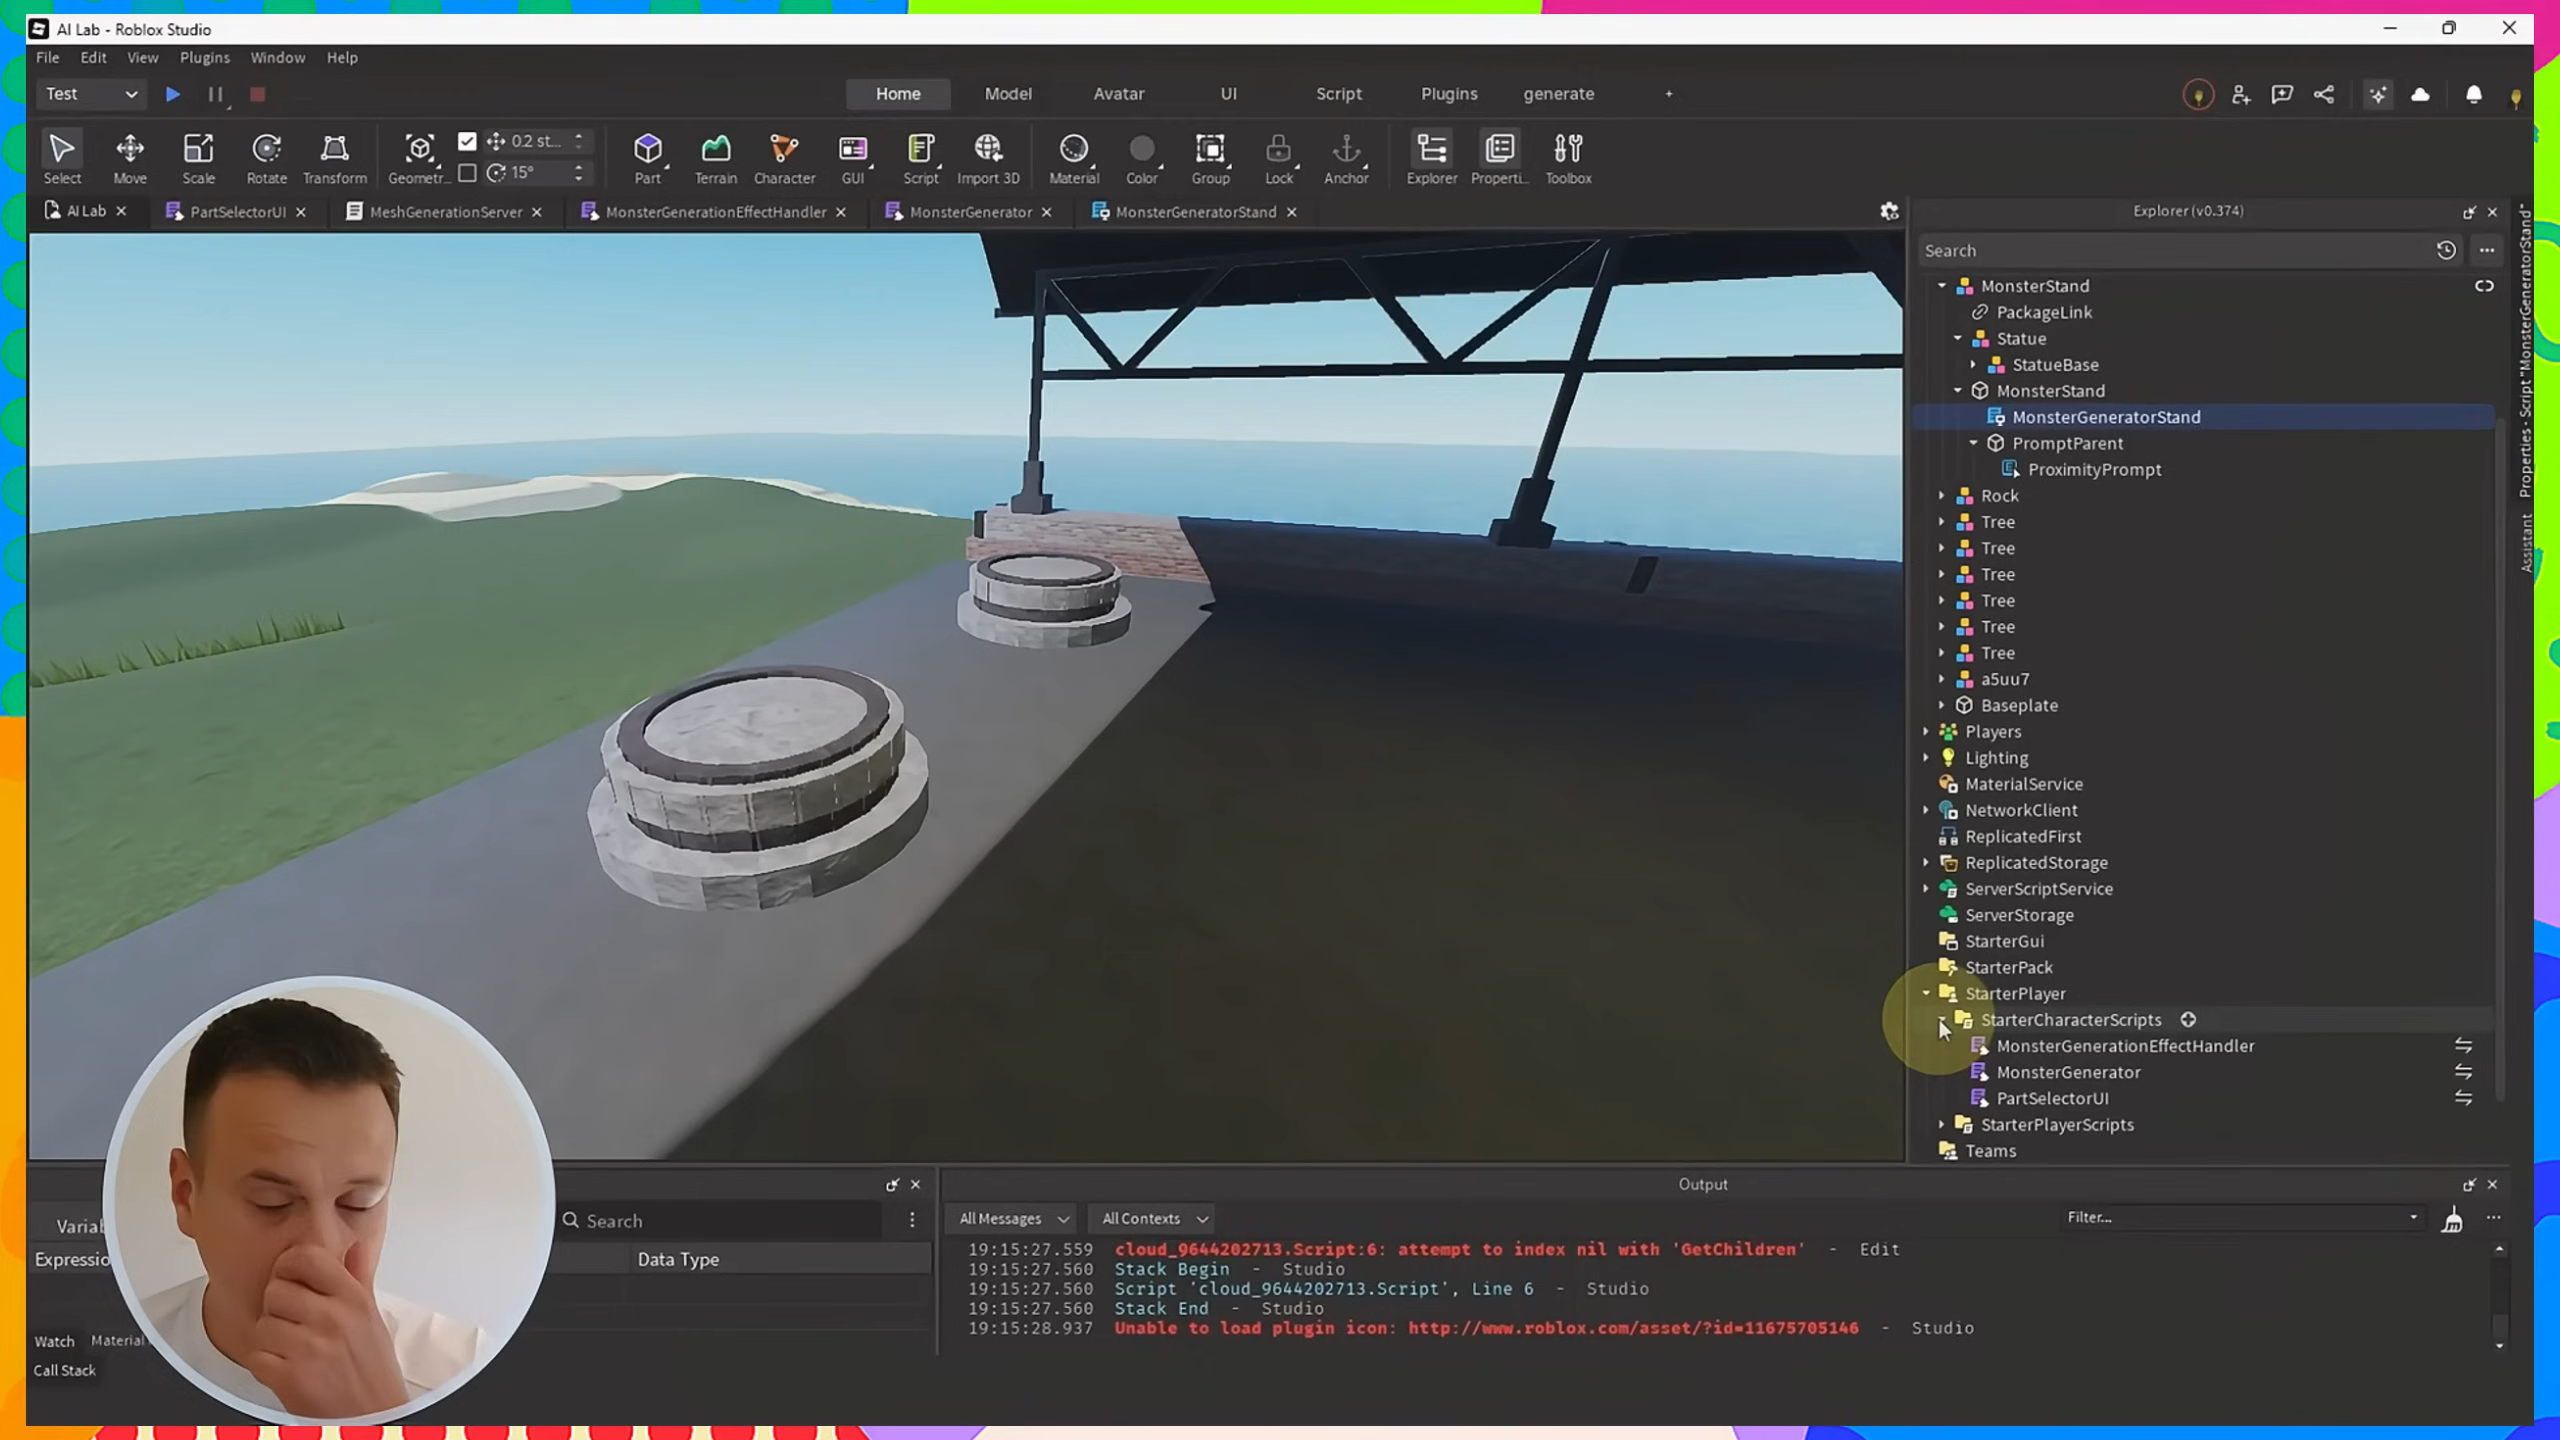 AI Lab - Roblox Studio
File Edit View Plugins Window Help
Test
Home Model Avatar UI Script Plugins generate +
0.2 st...
15°
Select Move Scale Rotate Transform Geometr... Part Terrain Character GUI Script Import 3D Material Color Group Lock Anchor Explorer Properti... Toolbox
AI Lab PartSelectorUI MeshGenerationServer MonsterGenerationEffectHandler MonsterGenerator MonsterGeneratorStand
Explorer (v0.374)
Search
MonsterStand
PackageLink
Statue
StatueBase
MonsterStand
MonsterGeneratorStand
PromptParent
ProximityPrompt
Rock
Tree
Tree
Tree
Tree
Tree
Tree
a5uu7
Baseplate
Players
Lighting
MaterialService
NetworkClient
ReplicatedFirst
ReplicatedStorage
ServerScriptService
ServerStorage
StarterGui
StarterPack
StarterPlayer
StarterCharacterScripts
MonsterGenerationEffectHandler
MonsterGenerator
PartSelectorUI
StarterPlayerScripts
Teams
Properties - Script "MonsterGeneratorStand"
Assistant
Search
Data Type
Watch
Call Stack
Output
All Messages All Contexts Filter...
19:15:27.559 cloud_9644202713.Script:6: attempt to index nil with 'GetChildren' - Edit
19:15:27.560 Stack Begin - Studio
19:15:27.560 Script 'cloud_9644202713.Script', Line 6 - Studio
19:15:27.560 Stack End - Studio
19:15:28.937 Unable to load plugin icon: http://www.roblox.com/asset/?id=11675705146 - Studio